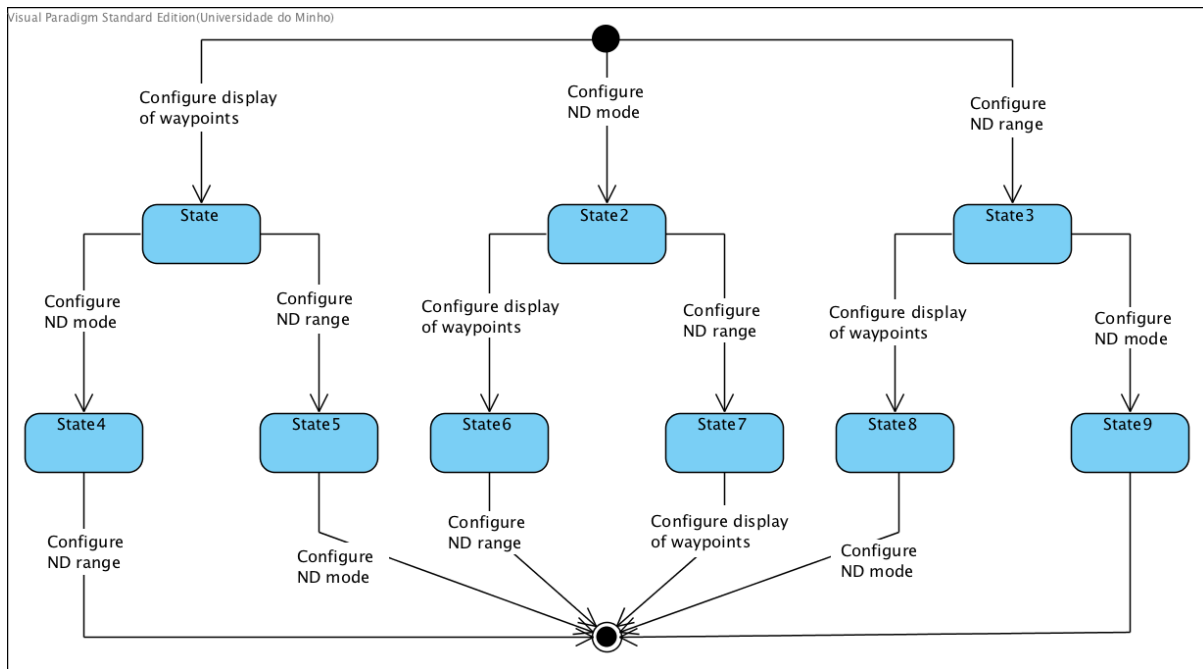 Visual Paradigm Standard Edition(Universidade do Minho)
Configure display
of waypoints
Configure
ND mode
Configure
ND range
State
State2
State3
Configure
ND mode
Configure
ND range
Configure display
of waypoints
Configure
ND range
Configure display
of waypoints
Configure
ND mode
State4
State5
State6
State7
State8
State9
Configure
ND range
Configure
ND mode
Configure
ND range
Configure display
of waypoints
Configure
ND mode